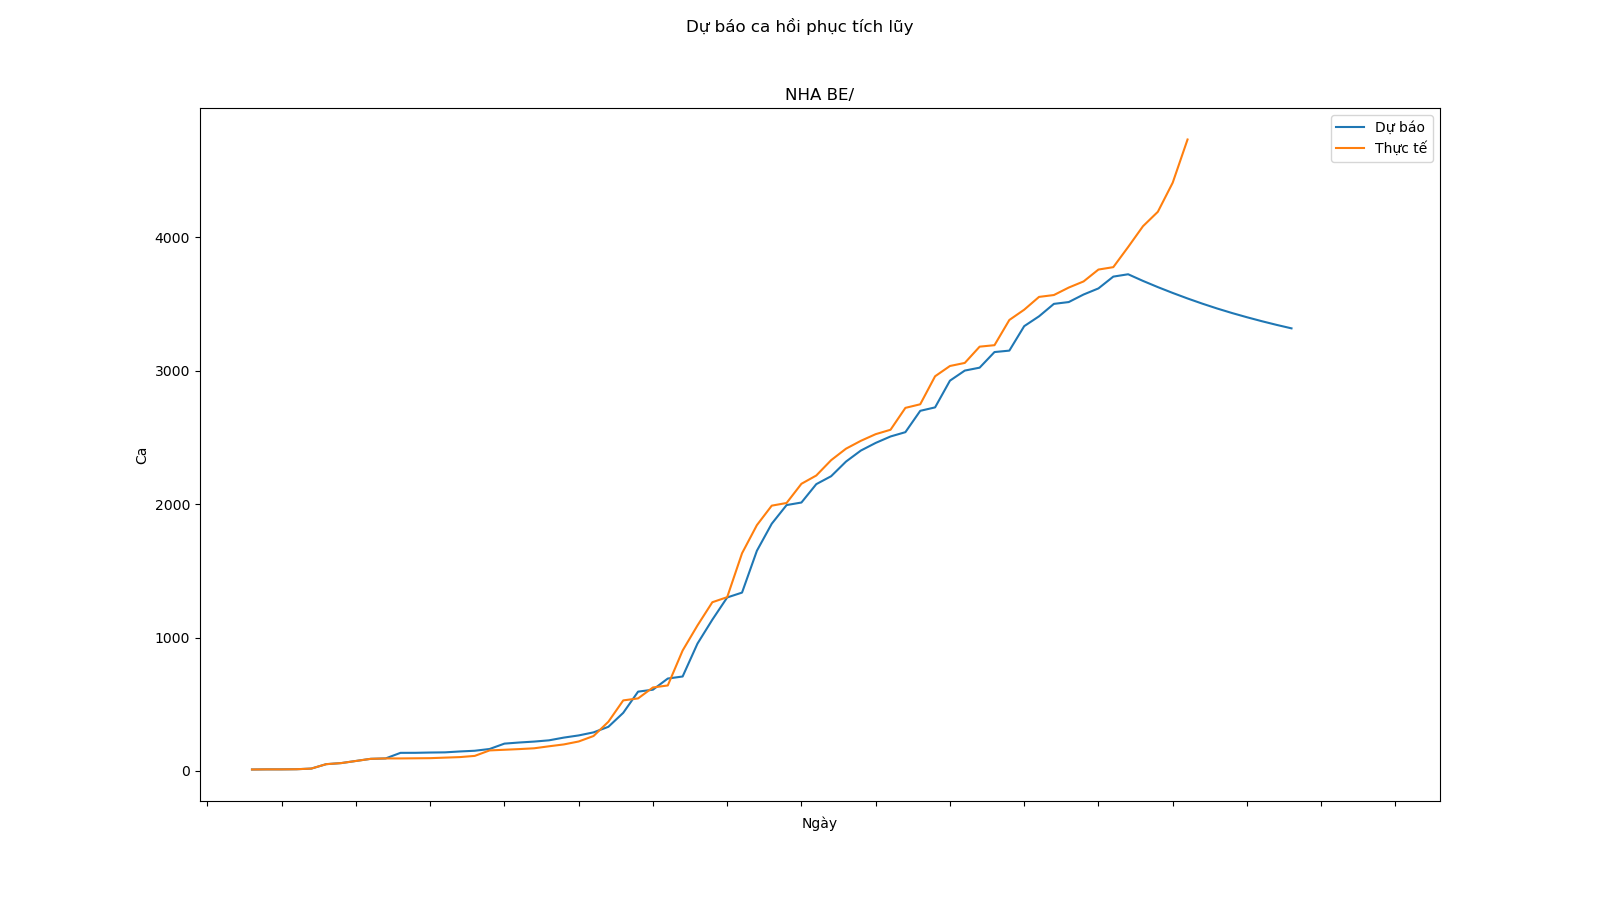 Dự báo ca hồi phục tích lũy
NHA BE/
Dự báo
Thực tế
4000
3000
2000
1000
0
Ca
Ngày